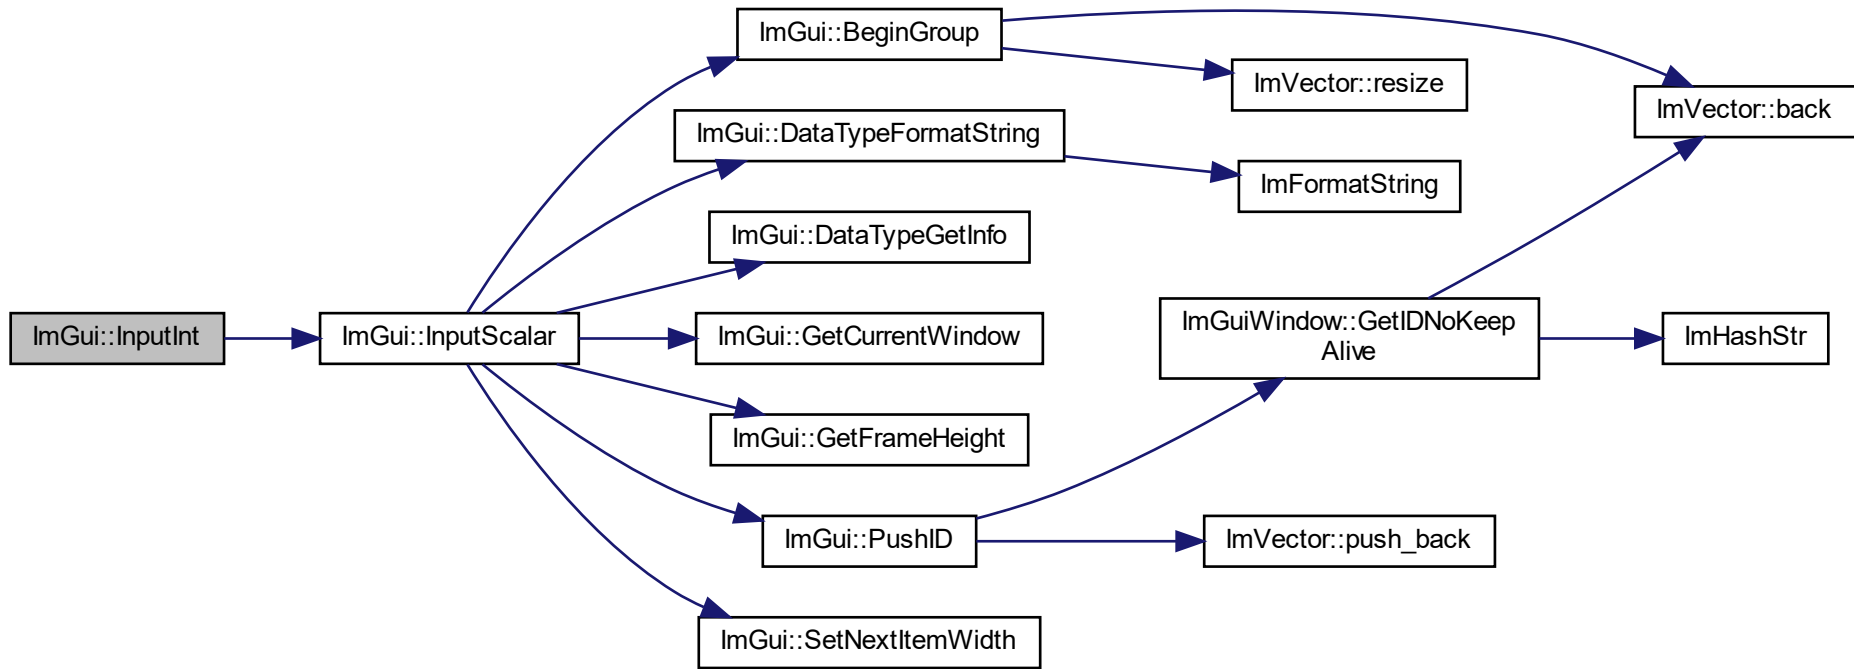 ImGui::BeginGroup
ImVector::resize
ImVector::back
ImGui::DataTypeFormatString
ImFormatString
ImGui::DataTypeGetInfo
ImGui::InputInt
ImGui::InputScalar
ImGui::GetCurrentWindow
ImGuiWindow::GetIDNoKeep
Alive
ImHashStr
ImGui::GetFrameHeight
ImGui::PushID
ImVector::push_back
ImGui::SetNextItemWidth